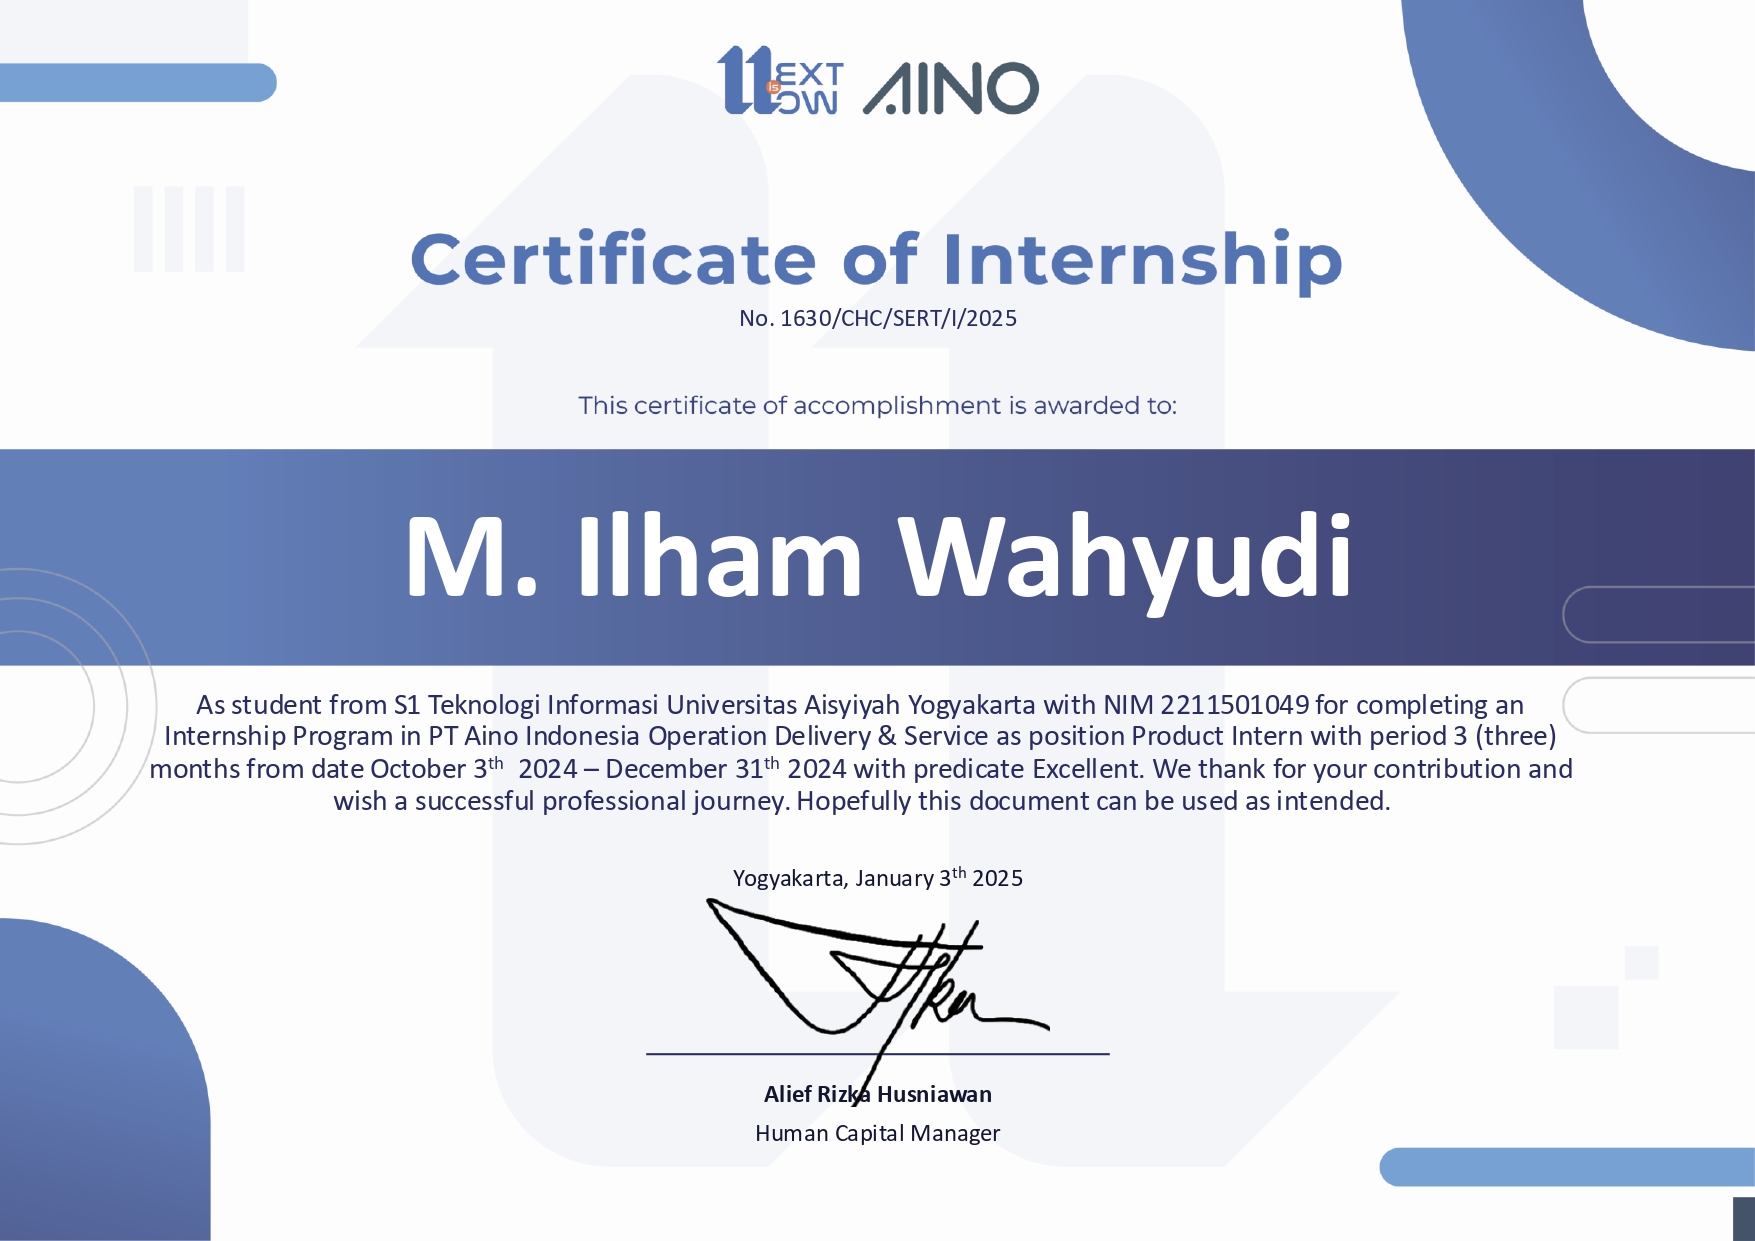 11 EXT is NOW AINO
Certificate of Internship
No. 1630/CHC/SERT/I/2025
This certificate of accomplishment is awarded to:
M. Ilham Wahyudi
As student from S1 Teknologi Informasi Universitas Aisyiyah Yogyakarta with NIM 2211501049 for completing an
Internship Program in PT Aino Indonesia Operation Delivery & Service as position Product Intern with period 3 (three)
months from date October 3th 2024 – December 31th 2024 with predicate Excellent. We thank for your contribution and
wish a successful professional journey. Hopefully this document can be used as intended.
Yogyakarta, January 3th 2025
Alief Rizka Husniawan
Human Capital Manager